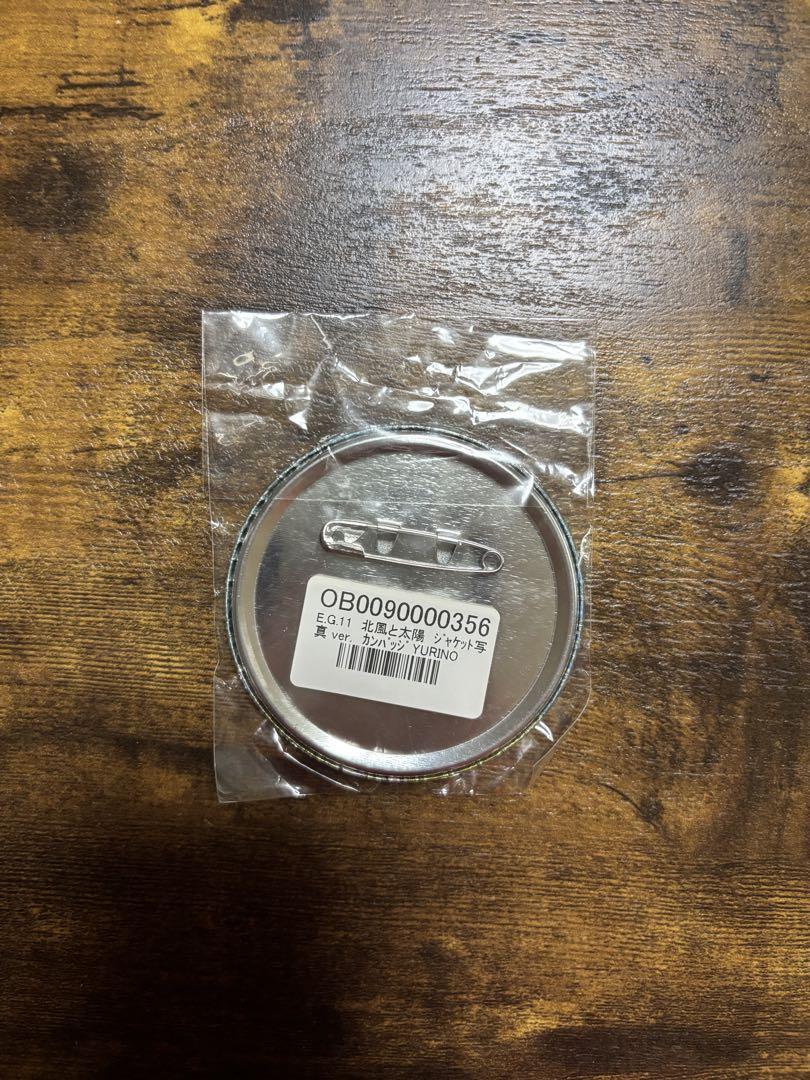 OB0090000356
E.G.11 北風と太陽 ｼﾞｬｹｯﾄ写
真 ver. ｶﾝﾊﾞｯｼﾞ YURINO